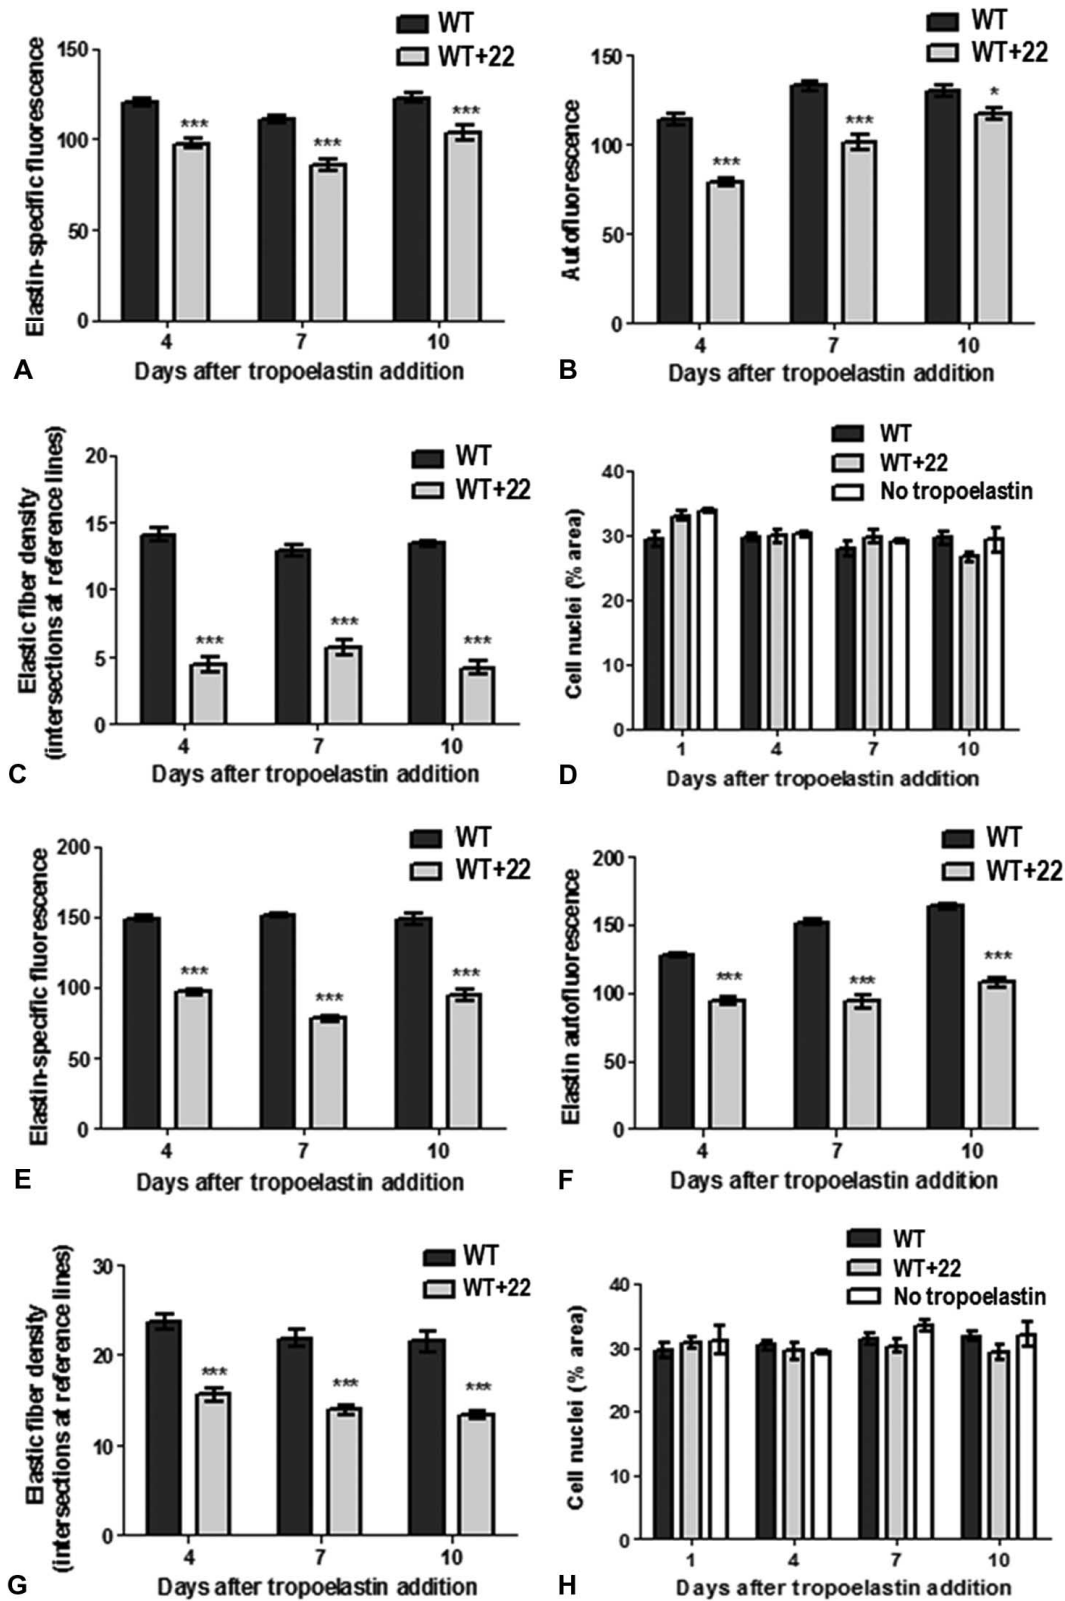 WT
WT+22
Elastin-specific fluorescence
150
100
50
0
***
***
***
4 7 10
Days after tropoelastin addition
A
WT
WT+22
Autofluorescence
150
100
50
0
***
***
*
4 7 10
Days after tropoelastin addition
B
WT
WT+22
Elastic fiber density
(intersections at reference lines)
20
15
10
5
0
***
***
***
4 7 10
Days after tropoelastin addition
C
WT
WT+22
No tropoelastin
Cell nuclei (% area)
40
30
20
10
0
1 4 7 10
Days after tropoelastin addition
D
WT
WT+22
Elastin-specific fluorescence
200
150
100
50
0
***
***
***
4 7 10
Days after tropoelastin addition
E
WT
WT+22
Elastin autofluorescence
200
150
100
50
0
***
***
***
4 7 10
Days after tropoelastin addition
F
WT
WT+22
Elastic fiber density
(intersections at reference lines)
30
20
10
0
***
***
***
4 7 10
Days after tropoelastin addition
G
WT
WT+22
No tropoelastin
Cell nuclei (% area)
40
30
20
10
0
1 4 7 10
Days after tropoelastin addition
H